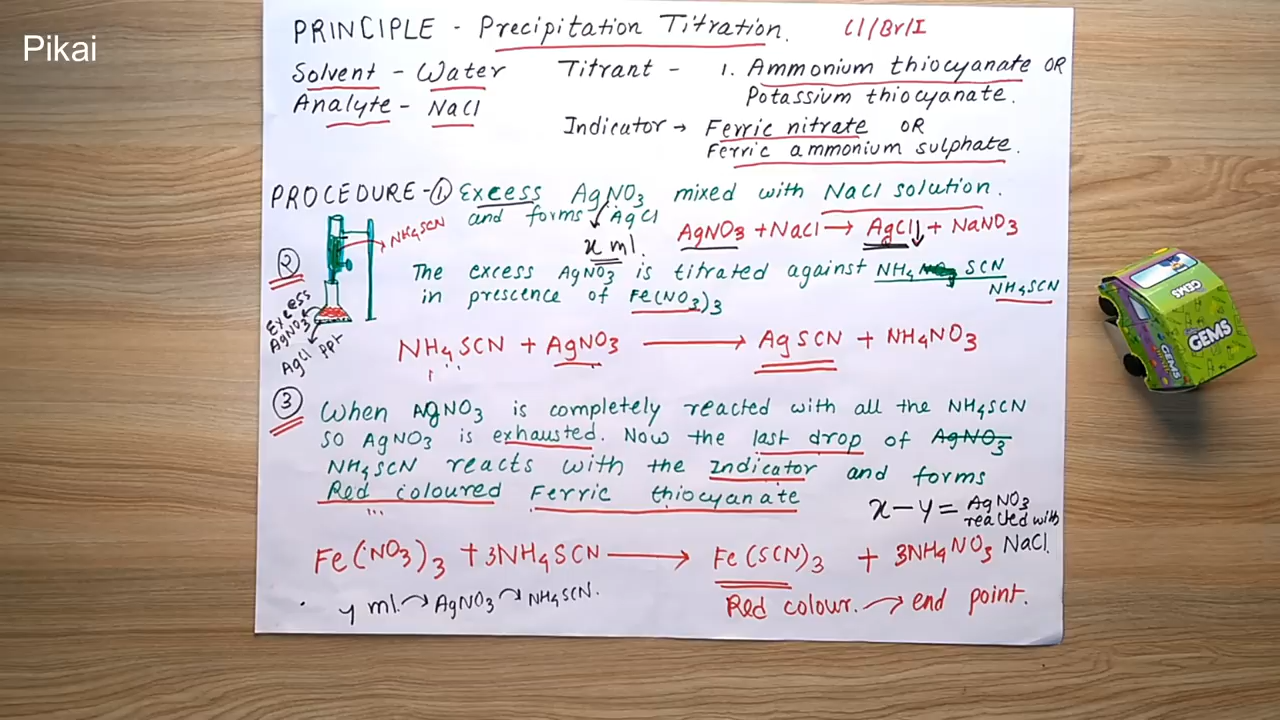 Pikai
PRINCIPLE - Precipitation Titration. Cl/Br/I
Solvent - Water
Analyte - NaCl
Titrant - 1. Ammonium thiocyanate OR
Potassium thiocyanate.
Indicator → Ferric nitrate OR
Ferric ammonium sulphate.
PROCEDURE - ① Excess AgNO3 mixed with NaCl solution.
and forms AgCl
x ml.
AgNO3 + NaCl → AgCl↓ + NaNO3
NH4SCN
② The excess AgNO3 is titrated against NH4 SCN
NH4SCN
in prescence of Fe(NO3)3
Excess
AgNO3
AgCl ppt
NH4SCN + AgNO3 → AgSCN + NH4NO3
③ When AgNO3 is completely reacted with all the NH4SCN
so AgNO3 is exhausted. Now the last drop of AgNO3
NH4SCN reacts with the Indicator and forms
Red coloured Ferric thiocyanate
x - y = AgNO3
reacted with
NaCl.
Fe(NO3)3 + 3NH4SCN → Fe(SCN)3 + 3NH4NO3
y ml. → AgNO3 → NH4SCN.
Red colour. → end point.
GEMS
GEMS
GEMS